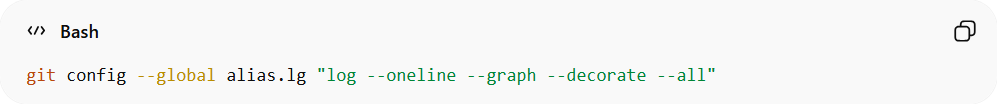 </> Bash
git config --global alias.lg "log --oneline --graph --decorate --all"